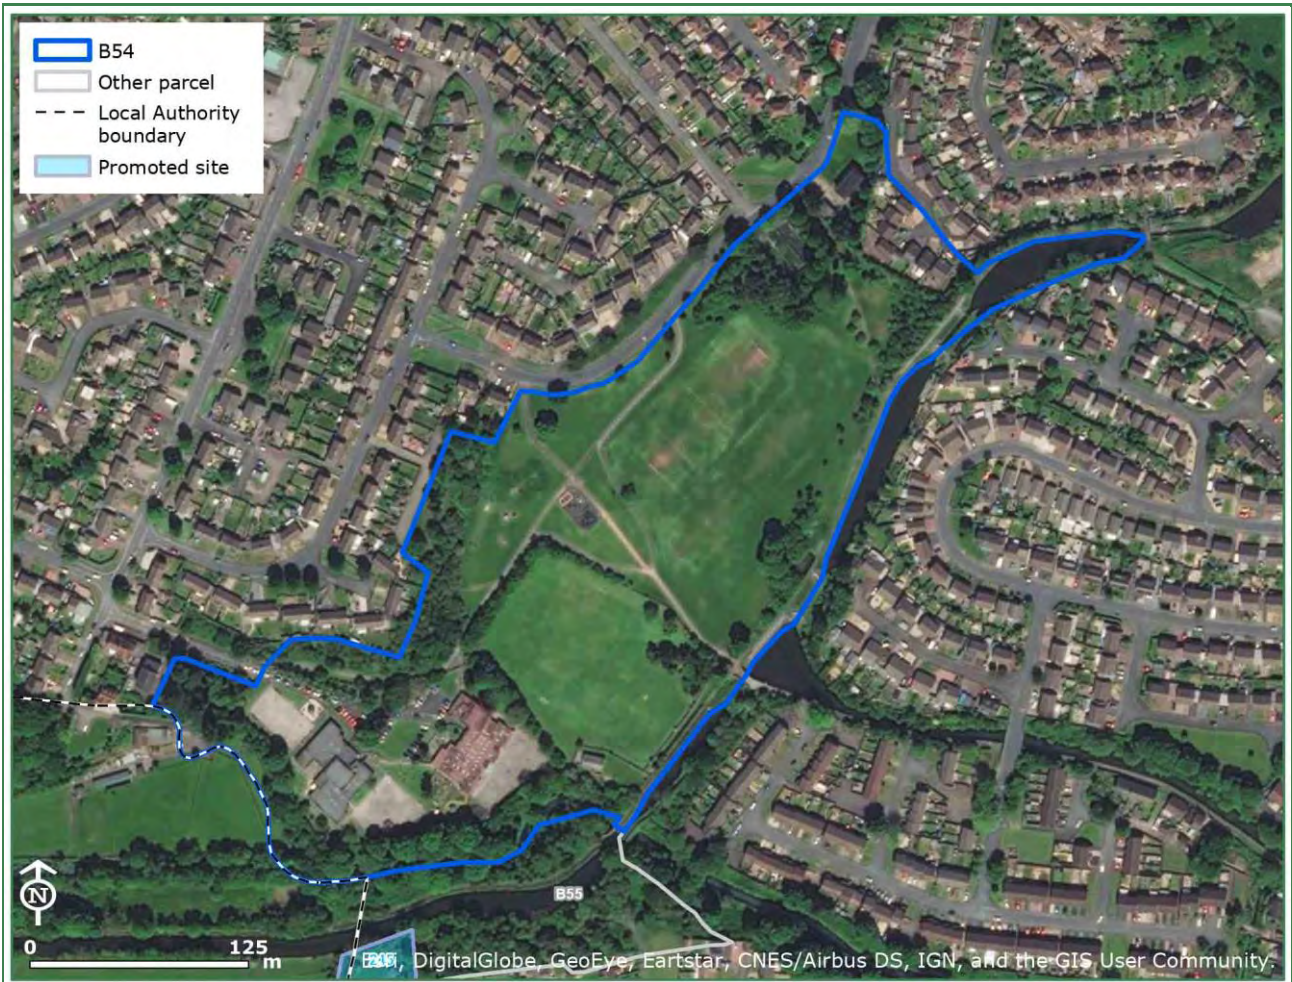 B54
Other parcel
Local Authority
boundary
Promoted site
B55
N
0 125
m
DigitalGlobe, GeoEye, Eartstar, CNES/Airbus DS, IGN, and the GIS User Community.